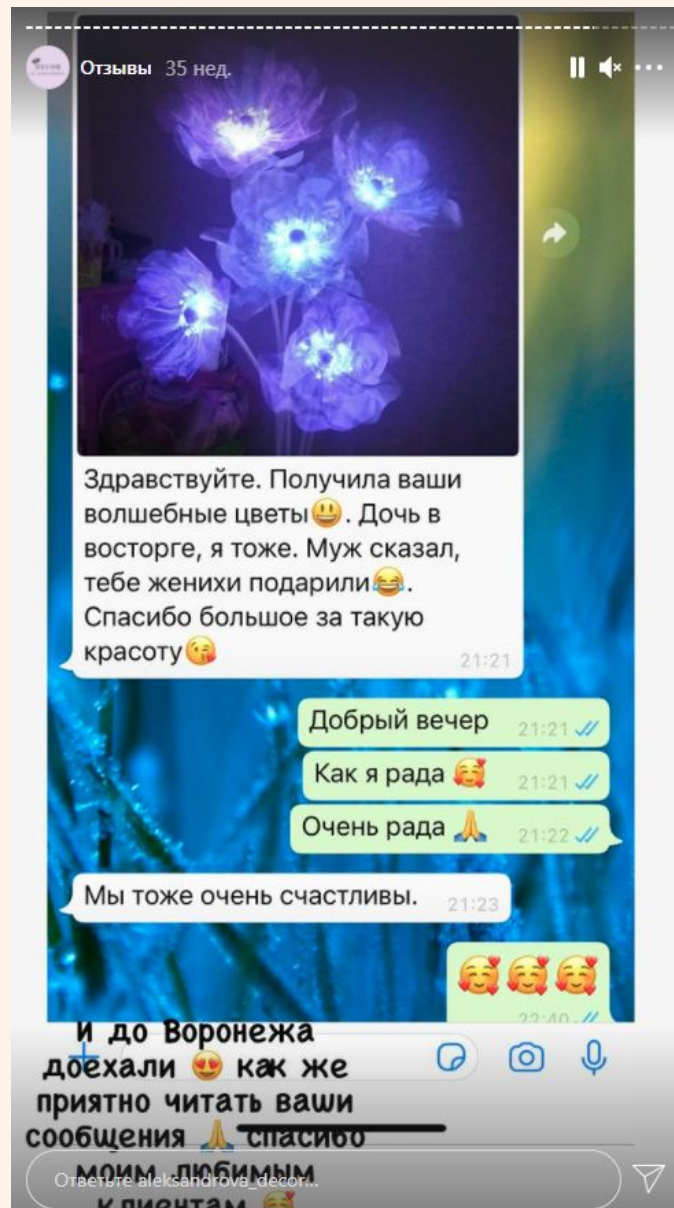 Отзывы 35 нед.
Здравствуйте. Получила ваши
волшебные цветы😃. Дочь в
восторге, я тоже. Муж сказал,
тебе женихи подарили😂.
Спасибо большое за такую
красоту😘
21:21
Добрый вечер 21:21
Как я рада 🥰 21:21
Очень рада 🙏 21:22
Мы тоже очень счастливы. 21:23
🥰🥰🥰
22:40
и до Воронежа
доехали 😍 как же
приятно читать ваши
сообщения 🙏 спасибо
моим любимым
клиентам 🥰
Ответьте aleksandrova_decor...